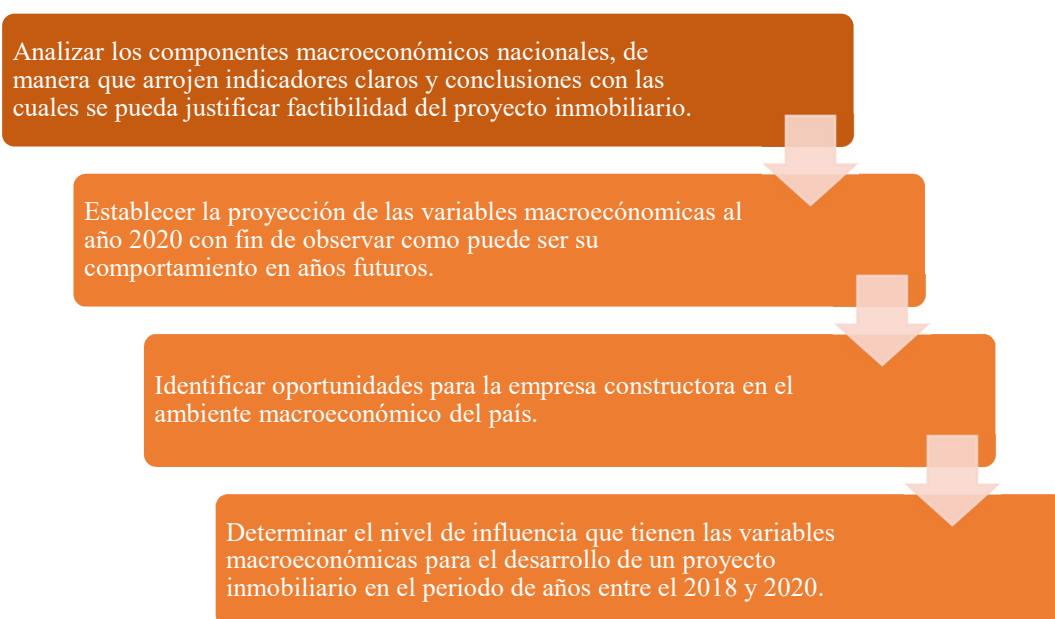 Analizar los componentes macroeconómicos nacionales, de
manera que arrojen indicadores claros y conclusiones con las
cuales se pueda justificar factibilidad del proyecto inmobiliario.
Establecer la proyección de las variables macroecónomicas al
año 2020 con fin de observar como puede ser su
comportamiento en años futuros.
Identificar oportunidades para la empresa constructora en el
ambiente macroeconómico del país.
Determinar el nivel de influencia que tienen las variables
macroeconómicas para el desarrollo de un proyecto
inmobiliario en el periodo de años entre el 2018 y 2020.